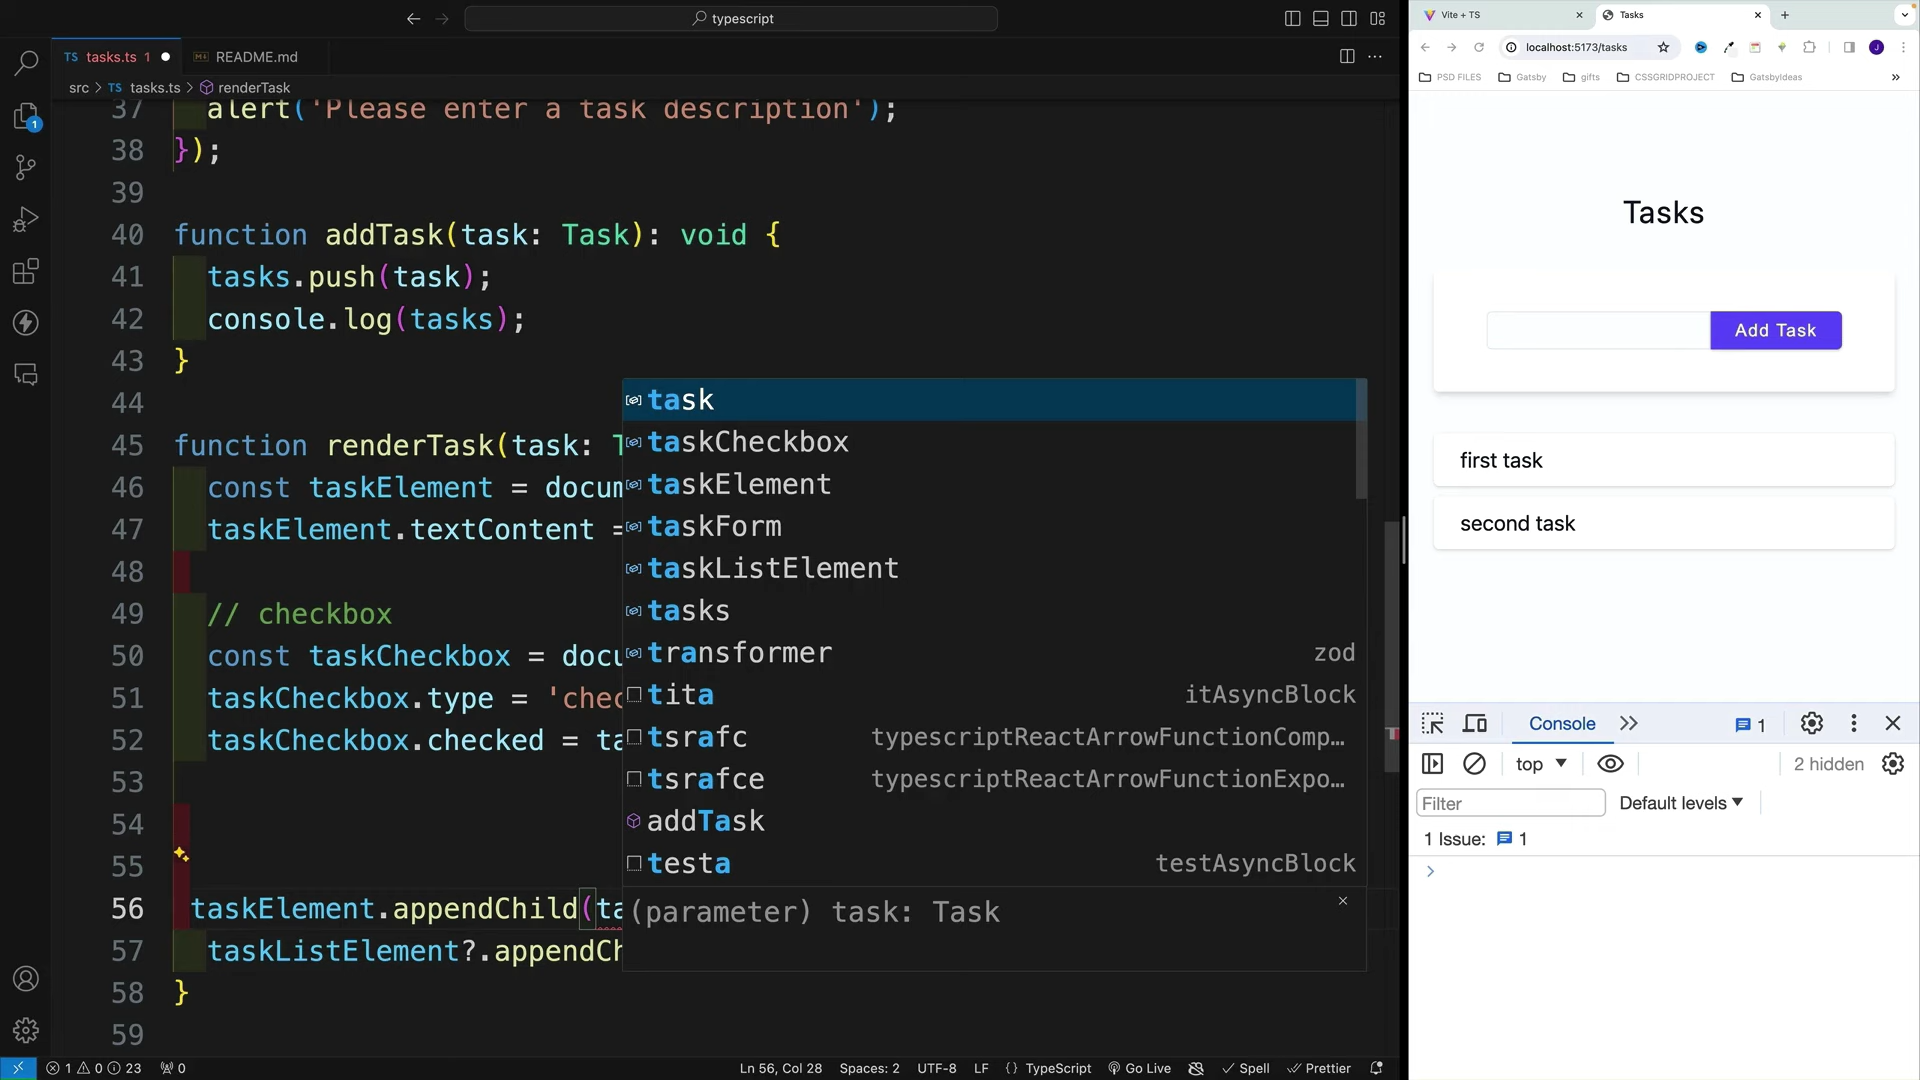 typescript
TS tasks.ts 1 README.md
src > TS tasks.ts > renderTask
37 alert('Please enter a task description');
38 });
39
40 function addTask(task: Task): void {
41 tasks.push(task);
42 console.log(tasks);
43 }
44
45 function renderTask(task: T
46 const taskElement = docum
47 taskElement.textContent =
48
49 // checkbox
50 const taskCheckbox = docu
51 taskCheckbox.type = 'chec
52 taskCheckbox.checked = ta
53
54
55
56 taskElement.appendChild(ta
57 taskListElement?.appendCh
58 }
59
task
taskCheckbox
taskElement
taskForm
taskListElement
tasks
transformer zod
tita itAsyncBlock
tsrafc typescriptReactArrowFunctionComp…
tsrafce typescriptReactArrowFunctionExpo…
addTask
testa testAsyncBlock
(parameter) task: Task
1
1 0 23 0
Ln 56, Col 28 Spaces: 2 UTF-8 LF {} TypeScript Go Live Spell Prettier
Vite + TS Tasks
localhost:5173/tasks J
PSD FILES Gatsby gifts CSSGRIDPROJECT GatsbyIdeas »
Tasks
Add Task
first task
second task
Console 1
top 2 hidden
Filter Default levels
1 Issue: 1